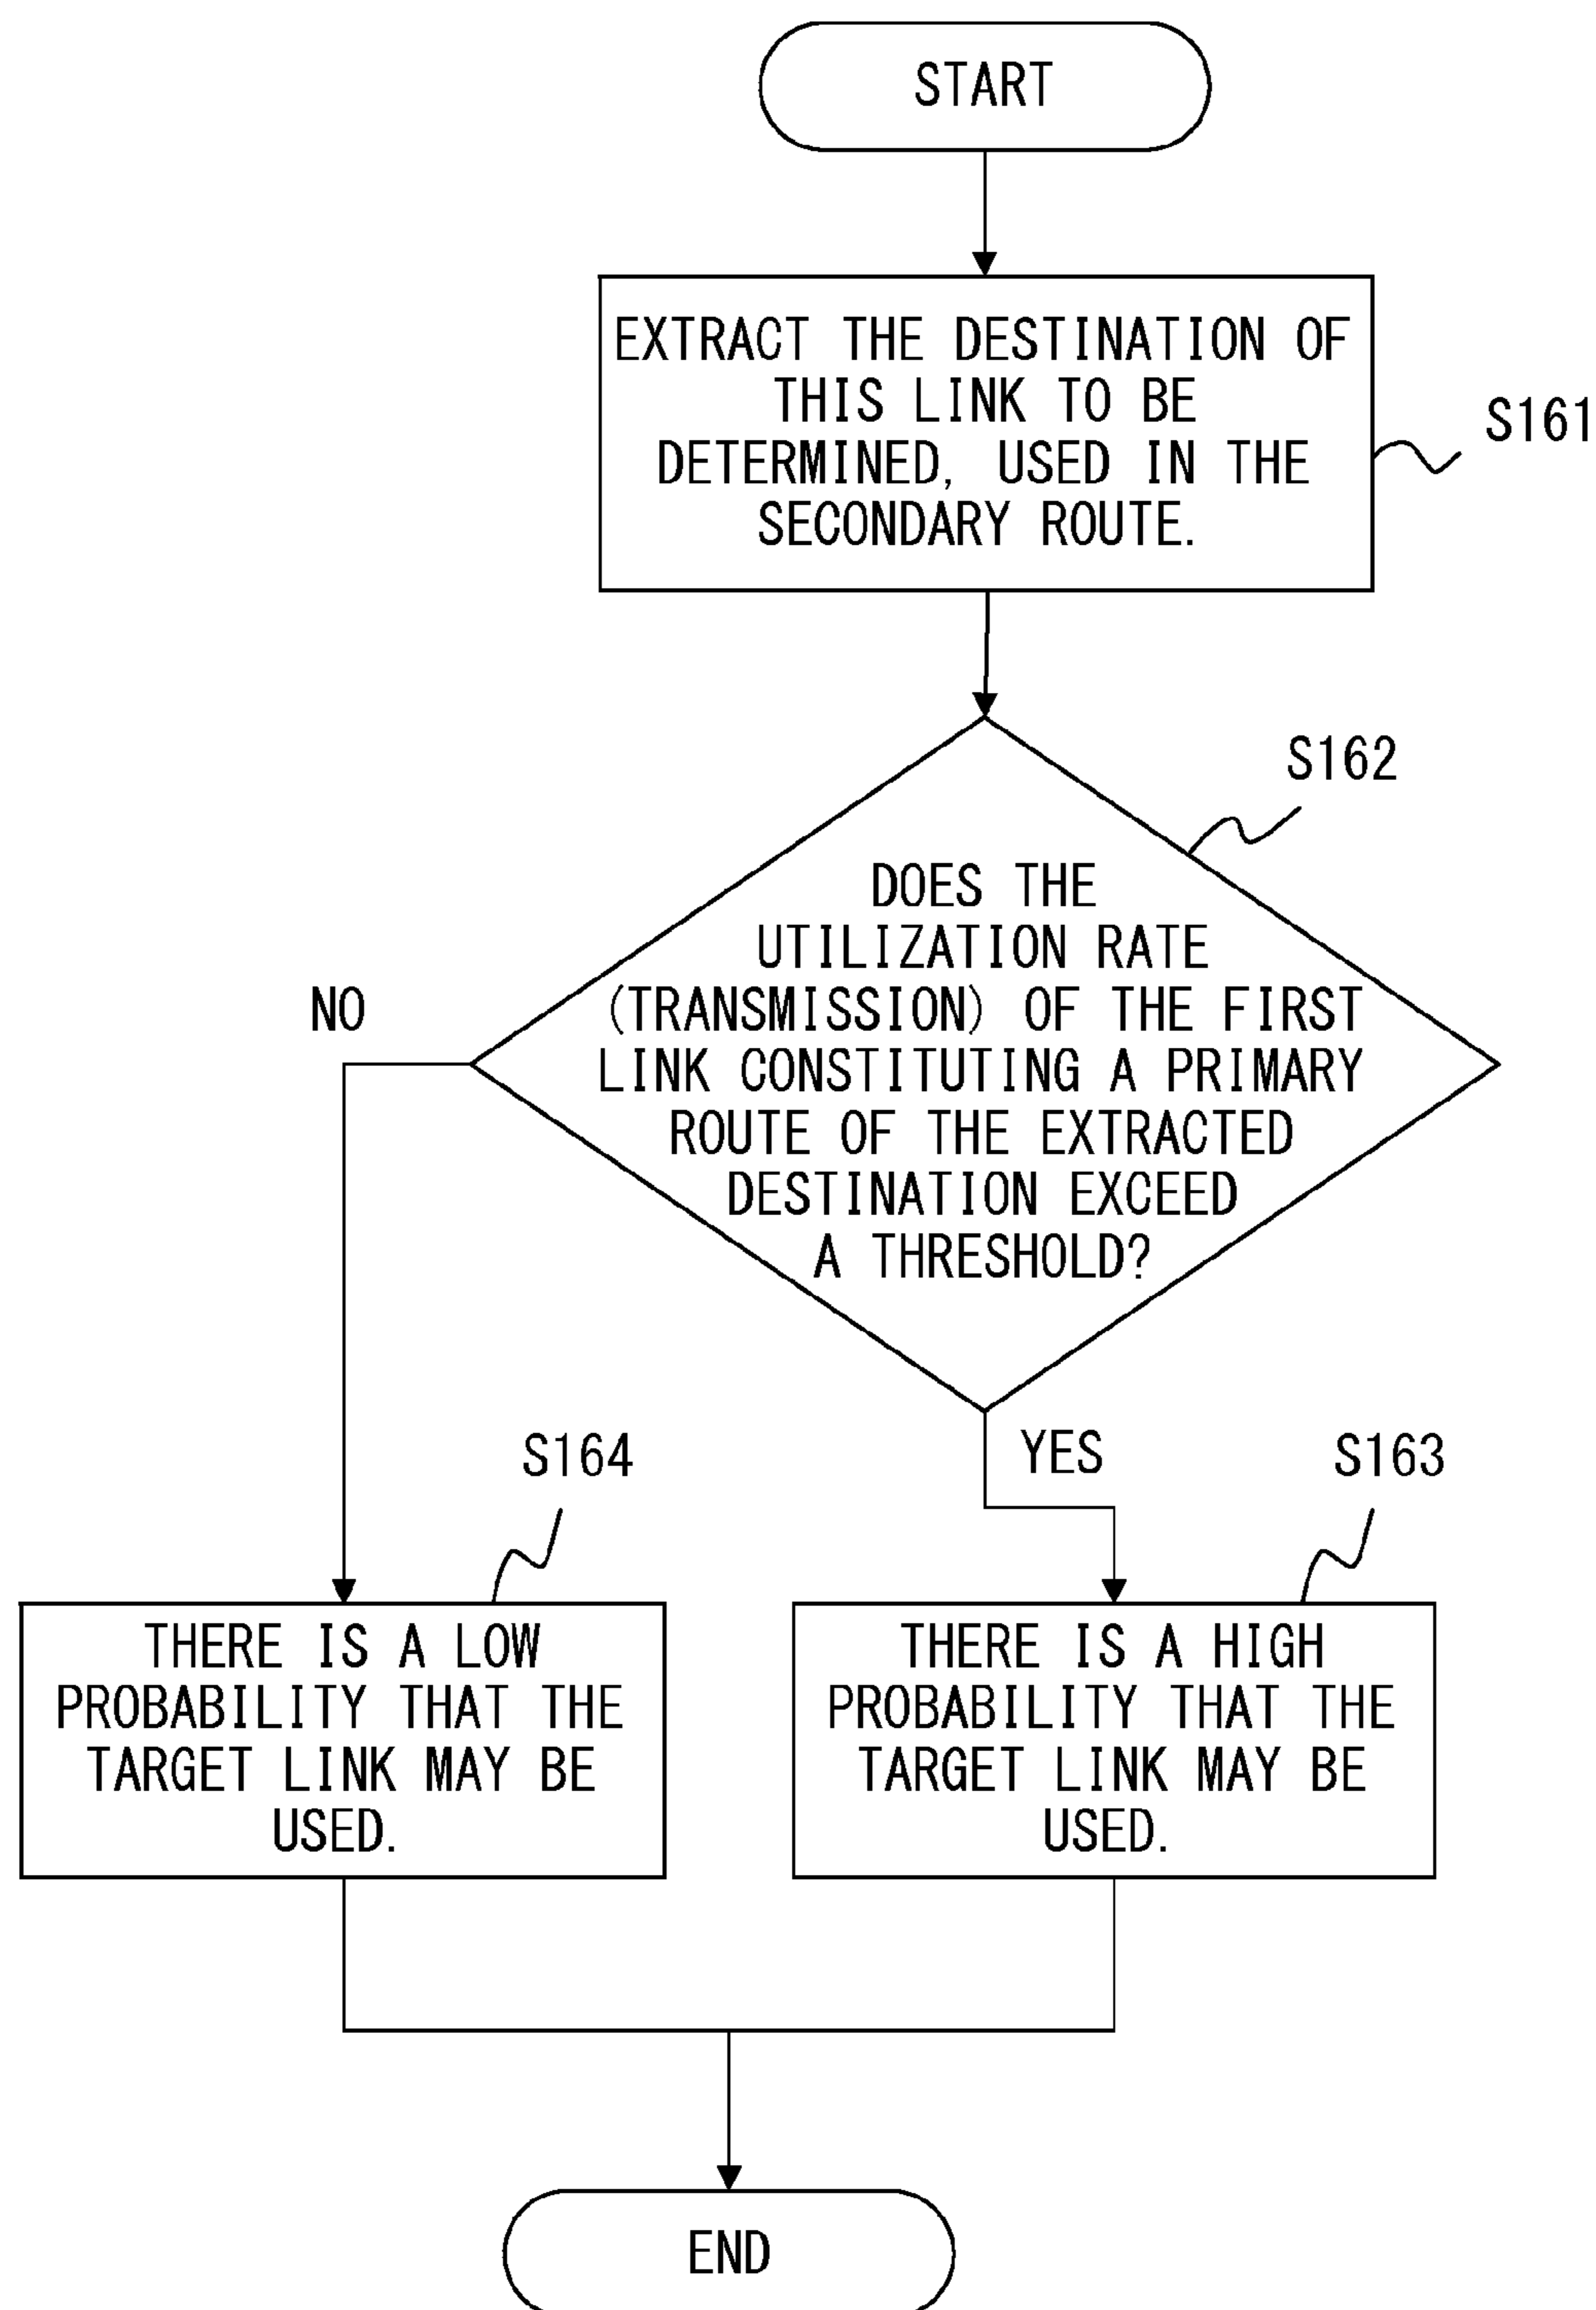 START
EXTRACT THE DESTINATION OF
THIS LINK TO BE
DETERMINED, USED IN THE
SECONDARY ROUTE.
S161
S162
DOES THE
UTILIZATION RATE
(TRANSMISSION) OF THE FIRST
LINK CONSTITUTING A PRIMARY
ROUTE OF THE EXTRACTED
DESTINATION EXCEED
A THRESHOLD?
NO
YES
S164
THERE IS A LOW
PROBABILITY THAT THE
TARGET LINK MAY BE
USED.
S163
THERE IS A HIGH
PROBABILITY THAT THE
TARGET LINK MAY BE
USED.
END